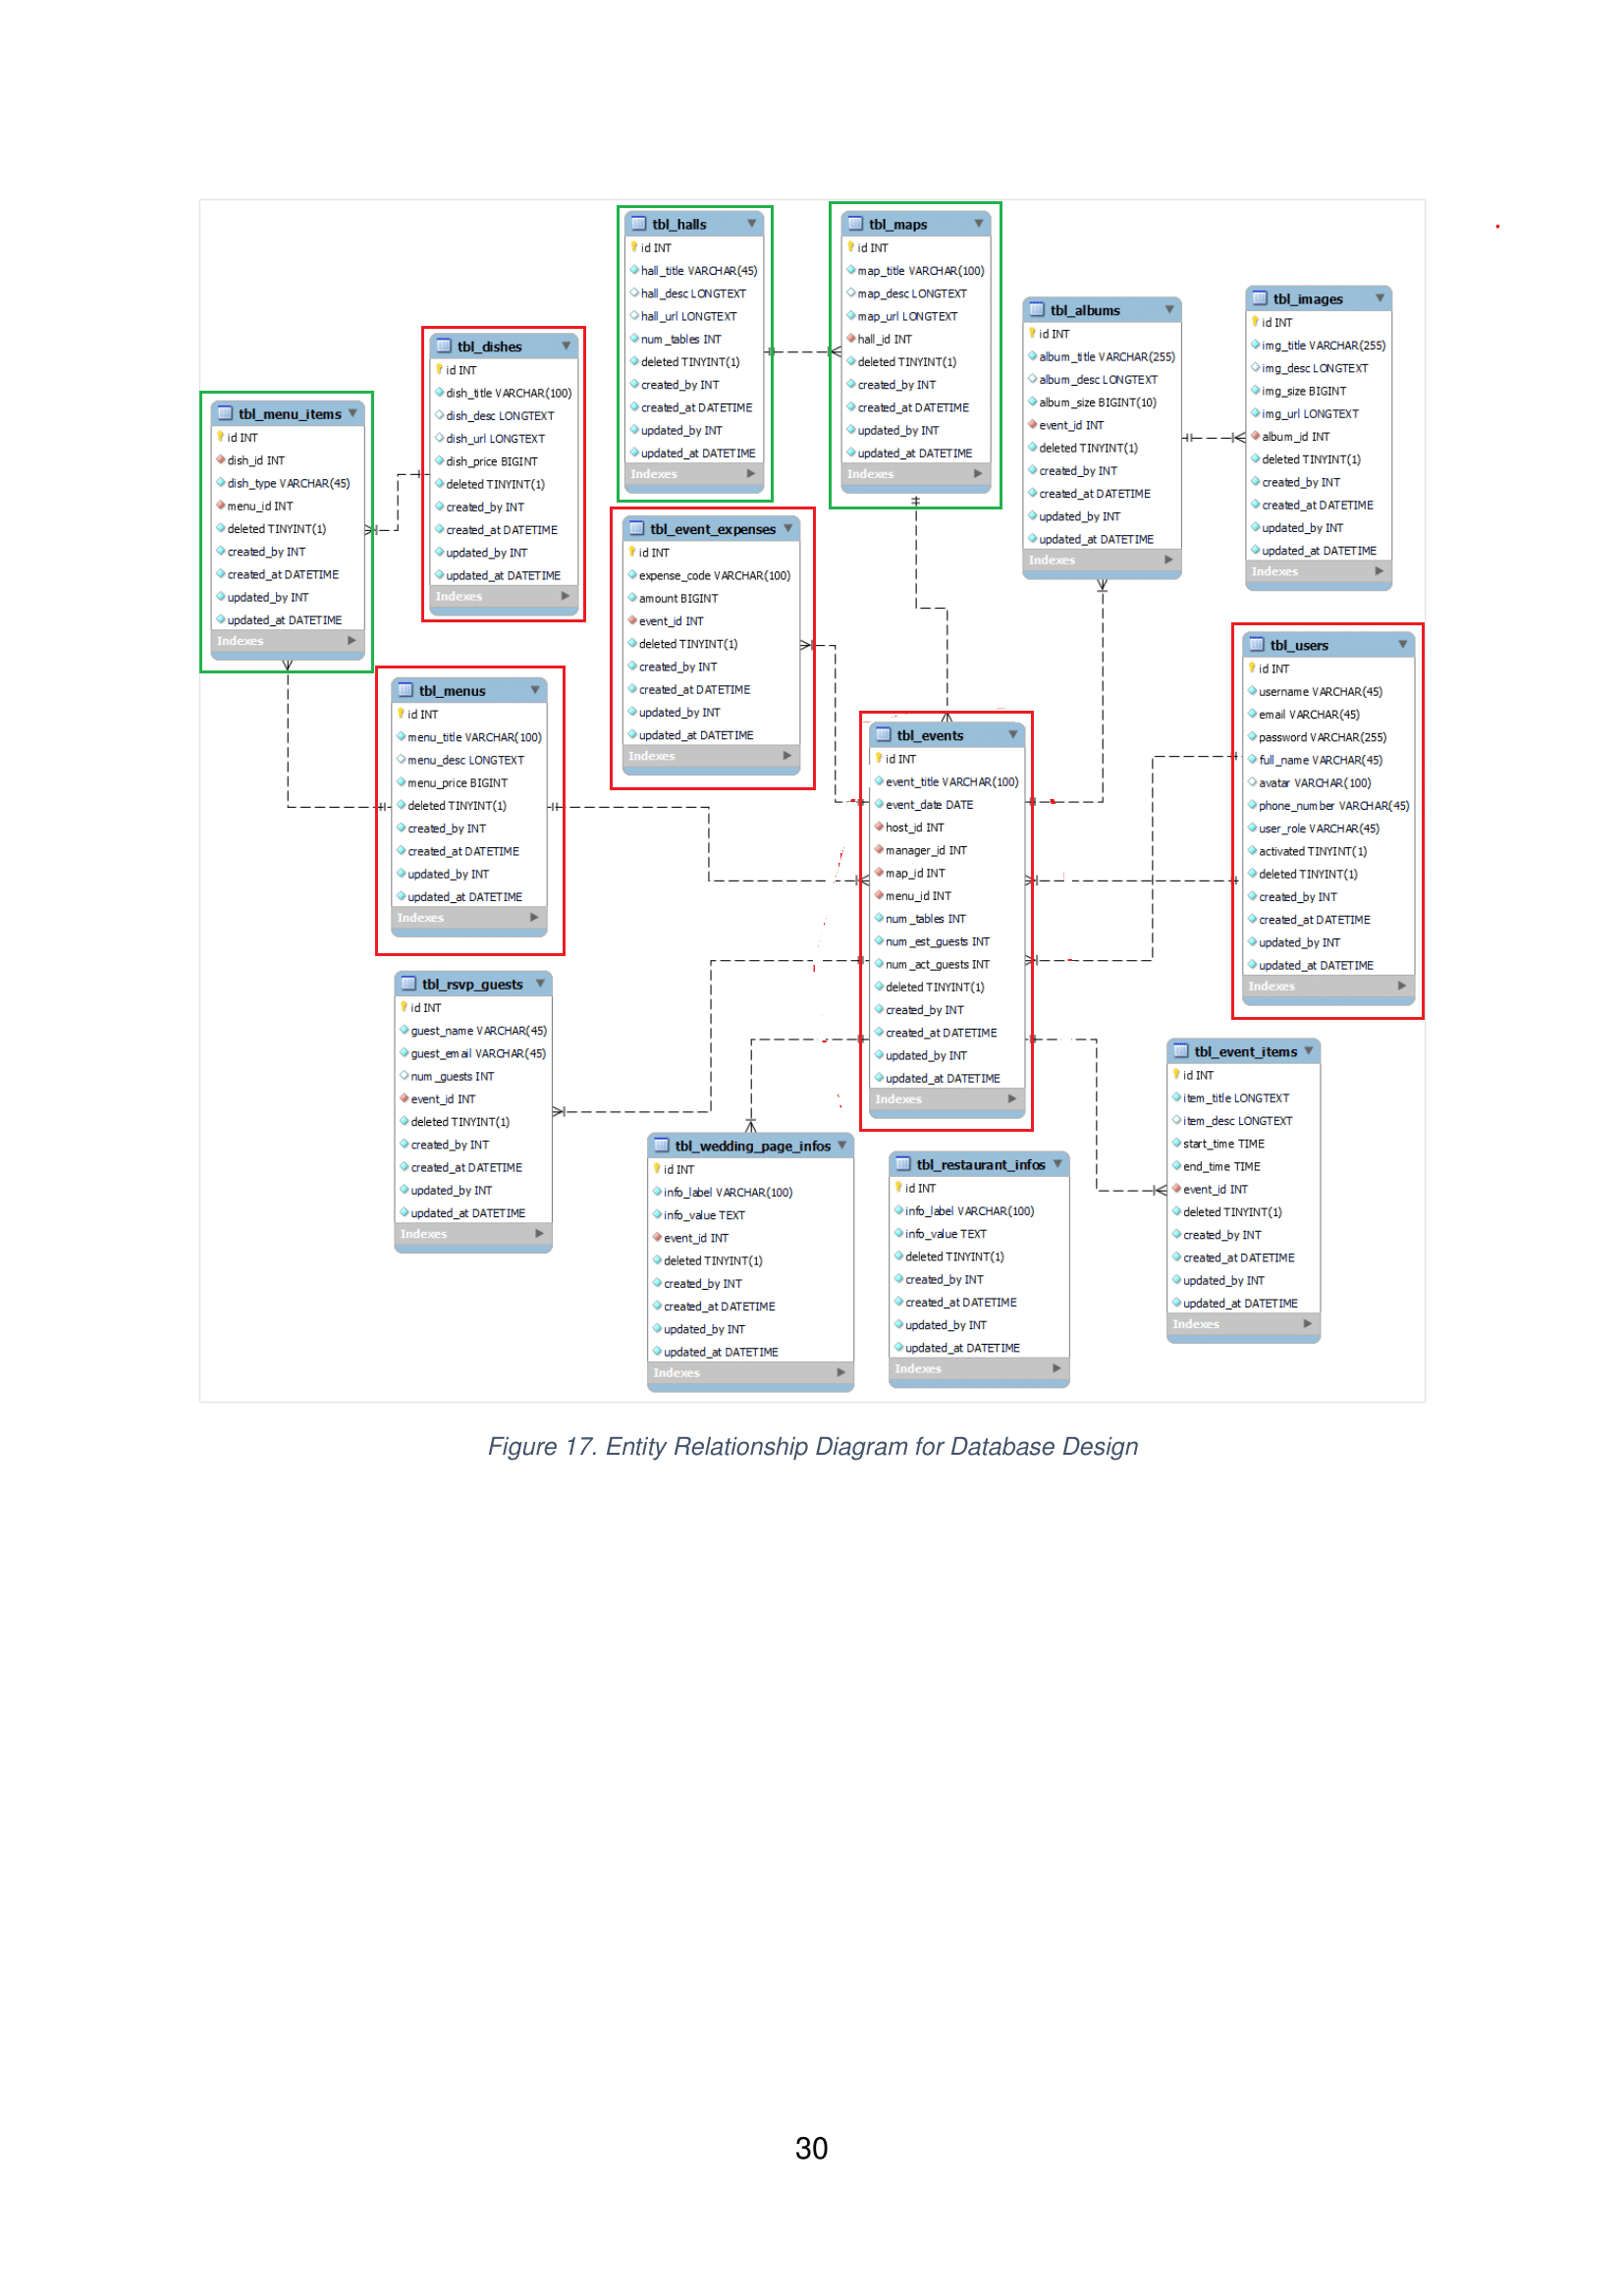 tbl_halls
id INT
hall_title VARCHAR(45)
hall_desc LONGTEXT
hall_url LONGTEXT
num_tables INT
deleted TINYINT(1)
created_by INT
created_at DATETIME
updated_by INT
updated_at DATETIME
Indexes
tbl_maps
id INT
map_title VARCHAR(100)
map_desc LONGTEXT
map_url LONGTEXT
hall_id INT
deleted TINYINT(1)
created_by INT
created_at DATETIME
updated_by INT
updated_at DATETIME
Indexes
tbl_albums
id INT
album_title VARCHAR(255)
album_desc LONGTEXT
album_size BIGINT(10)
event_id INT
deleted TINYINT(1)
created_by INT
created_at DATETIME
updated_by INT
updated_at DATETIME
Indexes
tbl_images
id INT
img_title VARCHAR(255)
img_desc LONGTEXT
img_size BIGINT
img_url LONGTEXT
album_id INT
deleted TINYINT(1)
created_by INT
created_at DATETIME
updated_by INT
updated_at DATETIME
Indexes
tbl_dishes
id INT
dish_title VARCHAR(100)
dish_desc LONGTEXT
dish_url LONGTEXT
dish_price BIGINT
deleted TINYINT(1)
created_by INT
created_at DATETIME
updated_by INT
updated_at DATETIME
Indexes
tbl_menu_items
id INT
dish_id INT
dish_type VARCHAR(45)
menu_id INT
deleted TINYINT(1)
created_by INT
created_at DATETIME
updated_by INT
updated_at DATETIME
Indexes
tbl_event_expenses
id INT
expense_code VARCHAR(100)
amount BIGINT
event_id INT
deleted TINYINT(1)
created_by INT
created_at DATETIME
updated_by INT
updated_at DATETIME
Indexes
tbl_users
id INT
username VARCHAR(45)
email VARCHAR(45)
password VARCHAR(255)
full_name VARCHAR(45)
avatar VARCHAR(100)
phone_number VARCHAR(45)
user_role VARCHAR(45)
activated TINYINT(1)
deleted TINYINT(1)
created_by INT
created_at DATETIME
updated_by INT
updated_at DATETIME
Indexes
tbl_menus
id INT
menu_title VARCHAR(100)
menu_desc LONGTEXT
menu_price BIGINT
deleted TINYINT(1)
created_by INT
created_at DATETIME
updated_by INT
updated_at DATETIME
Indexes
tbl_events
id INT
event_title VARCHAR(100)
event_date DATE
host_id INT
manager_id INT
map_id INT
menu_id INT
num_tables INT
num_est_guests INT
num_act_guests INT
deleted TINYINT(1)
created_by INT
created_at DATETIME
updated_by INT
updated_at DATETIME
Indexes
tbl_rsvp_guests
id INT
guest_name VARCHAR(45)
guest_email VARCHAR(45)
num_guests INT
event_id INT
deleted TINYINT(1)
created_by INT
created_at DATETIME
updated_by INT
updated_at DATETIME
Indexes
tbl_wedding_page_infos
id INT
info_label VARCHAR(100)
info_value TEXT
event_id INT
deleted TINYINT(1)
created_by INT
created_at DATETIME
updated_by INT
updated_at DATETIME
Indexes
tbl_restaurant_infos
id INT
info_label VARCHAR(100)
info_value TEXT
deleted TINYINT(1)
created_by INT
created_at DATETIME
updated_by INT
updated_at DATETIME
Indexes
tbl_event_items
id INT
item_title LONGTEXT
item_desc LONGTEXT
start_time TIME
end_time TIME
event_id INT
deleted TINYINT(1)
created_by INT
created_at DATETIME
updated_by INT
updated_at DATETIME
Indexes
Figure 17. Entity Relationship Diagram for Database Design
30